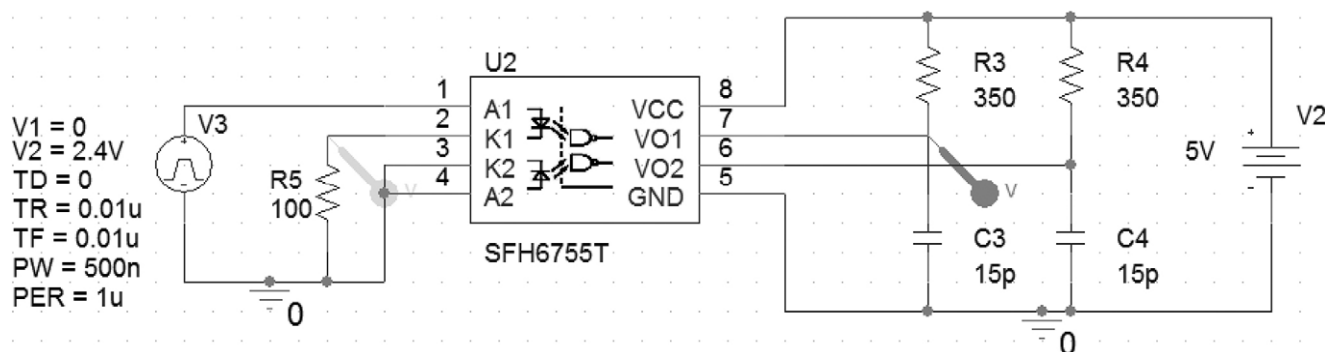 V1 = 0
V2 = 2.4V
TD = 0
TR = 0.01u
TF = 0.01u
PW = 500n
PER = 1u
V3
R5
100
V
0
U2
1
2
3
4
A1
K1
K2
A2
VCC
VO1
VO2
GND
8
7
6
5
SFH6755T
R3
350
R4
350
V
C3
15p
C4
15p
V2
5V
0